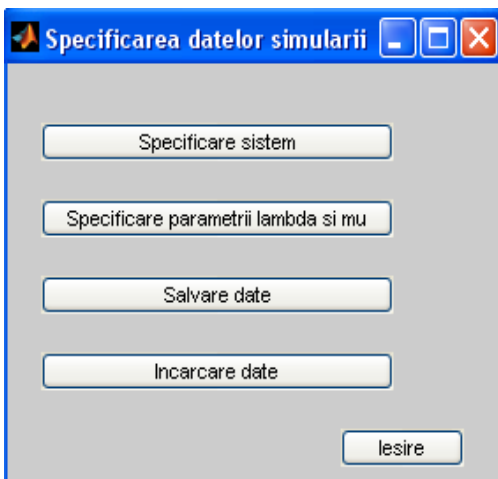 Specificarea datelor simularii
Specificare sistem
Specificare parametrii lambda si mu
Salvare date
Incarcare date
Iesire